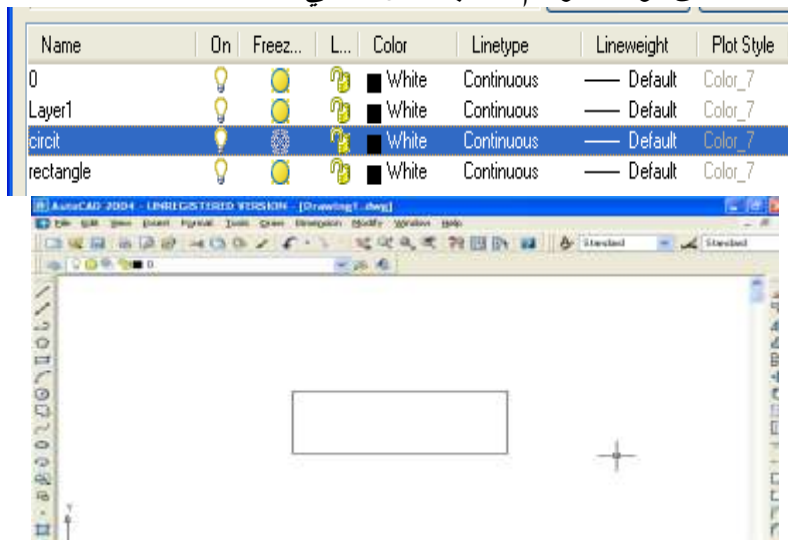 Name On Freez... L... Color Linetype Lineweight Plot Style
0 White Continuous Default Color_7
Layer1 White Continuous Default Color_7
circit White Continuous Default Color_7
rectangle White Continuous Default Color_7
AutoCAD 2004 - UNREGISTERED VERSION - [Drawing1.dwg]
File Edit View Insert Format Tools Draw Dimension Modify Window Help
Standard Standard
0
Y